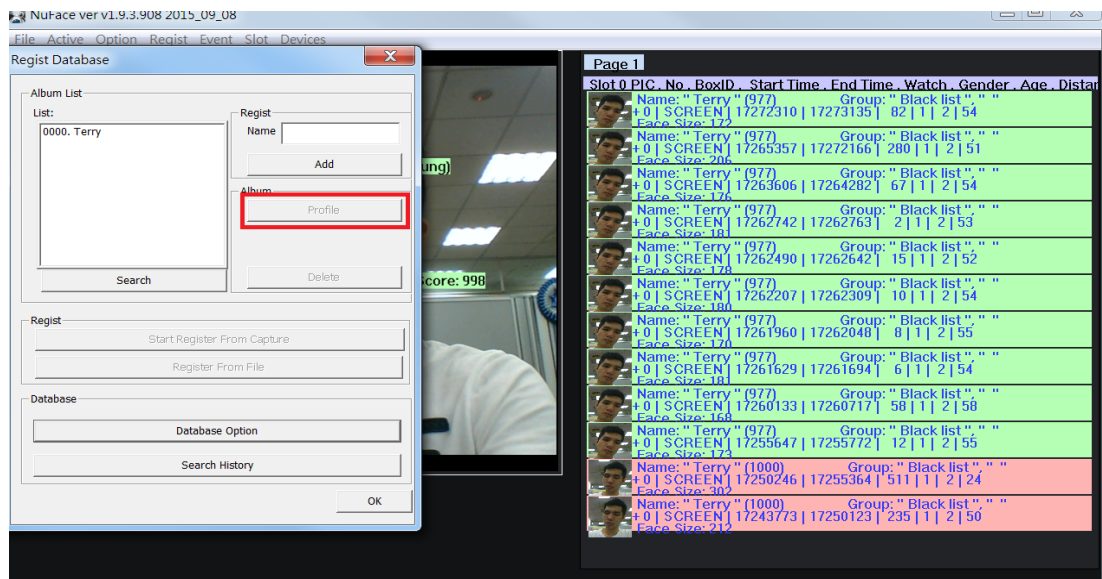 NuFace ver v1.9.3.908 2015_09_08
File Active Option Regist Event Slot Devices
Regist Database
Album List
List:
0000. Terry
Search
Regist
Name
Add
Album
Profile
Delete
Regist
Start Register From Capture
Register From File
Database
Database Option
Search History
OK
ung)
Score: 998
Page 1
Slot 0 PIC . No . BoxID . Start Time . End Time . Watch . Gender . Age . Distan
Name: " Terry " (977) Group: " Black list ", " "
+ 0 | SCREEN | 17272310 | 17273135 | 82 | 1 | 2 | 54
Face Size: 172
Name: " Terry " (977) Group: " Black list ", " "
+ 0 | SCREEN | 17265357 | 17272166 | 280 | 1 | 2 | 51
Face Size: 206
Name: " Terry " (977) Group: " Black list ", " "
+ 0 | SCREEN | 17263606 | 17264282 | 67 | 1 | 2 | 54
Face Size: 176
Name: " Terry " (977) Group: " Black list ", " "
+ 0 | SCREEN | 17262742 | 17262763 | 2 | 1 | 2 | 53
Face Size: 181
Name: " Terry " (977) Group: " Black list ", " "
+ 0 | SCREEN | 17262490 | 17262642 | 15 | 1 | 2 | 52
Face Size: 178
Name: " Terry " (977) Group: " Black list ", " "
+ 0 | SCREEN | 17262207 | 17262309 | 10 | 1 | 2 | 54
Face Size: 180
Name: " Terry " (977) Group: " Black list ", " "
+ 0 | SCREEN | 17261960 | 17262048 | 8 | 1 | 2 | 55
Face Size: 170
Name: " Terry " (977) Group: " Black list ", " "
+ 0 | SCREEN | 17261629 | 17261694 | 6 | 1 | 2 | 54
Face Size: 181
Name: " Terry " (977) Group: " Black list ", " "
+ 0 | SCREEN | 17260133 | 17260717 | 58 | 1 | 2 | 58
Face Size: 168
Name: " Terry " (977) Group: " Black list ", " "
+ 0 | SCREEN | 17255647 | 17255772 | 12 | 1 | 2 | 55
Face Size: 173
Name: " Terry " (1000) Group: " Black list ", " "
+ 0 | SCREEN | 17250246 | 17255364 | 511 | 1 | 2 | 24
Face Size: 302
Name: " Terry " (1000) Group: " Black list ", " "
+ 0 | SCREEN | 17243773 | 17250123 | 235 | 1 | 2 | 50
Face Size: 212